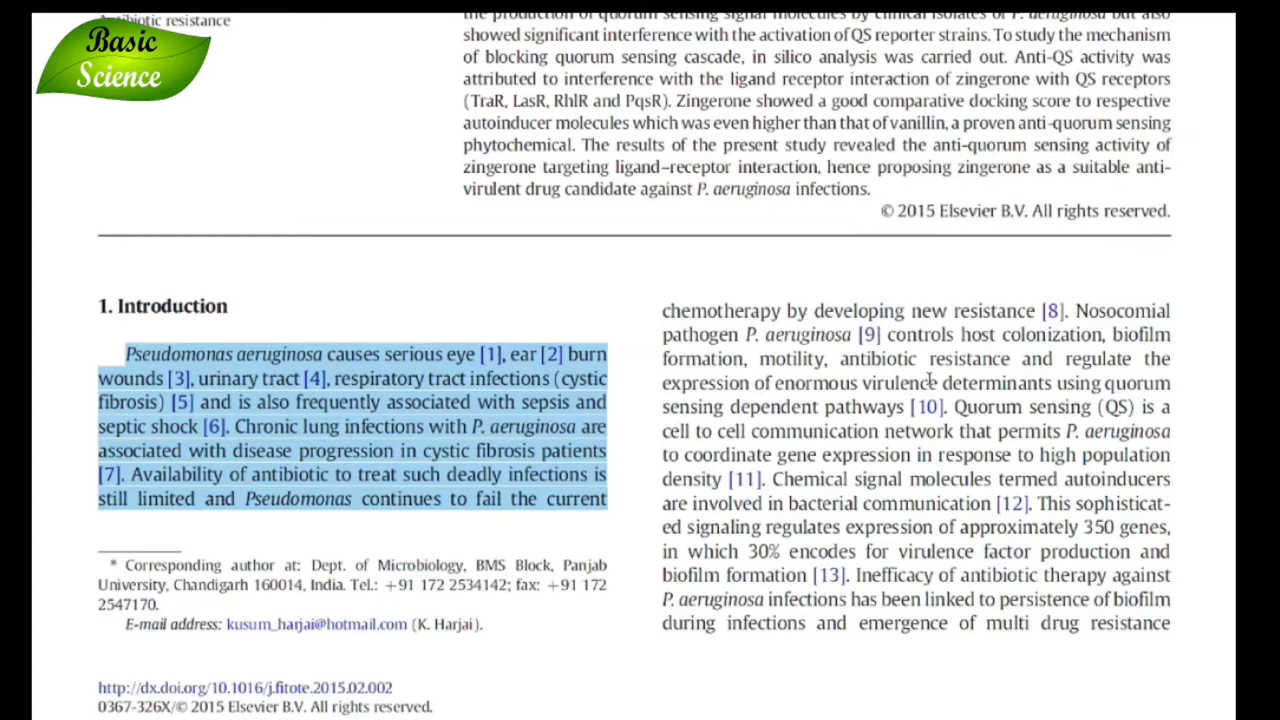 Antibiotic resistance
Basic
Science
the production of quorum sensing signal molecules by clinical isolates of P. aeruginosa but also
showed significant interference with the activation of QS reporter strains. To study the mechanism
of blocking quorum sensing cascade, in silico analysis was carried out. Anti-QS activity was
attributed to interference with the ligand receptor interaction of zingerone with QS receptors
(TraR, LasR, RhlR and PqsR). Zingerone showed a good comparative docking score to respective
autoinducer molecules which was even higher than that of vanillin, a proven anti-quorum sensing
phytochemical. The results of the present study revealed the anti-quorum sensing activity of
zingerone targeting ligand–receptor interaction, hence proposing zingerone as a suitable anti-
virulent drug candidate against P. aeruginosa infections.
© 2015 Elsevier B.V. All rights reserved.
1. Introduction
Pseudomonas aeruginosa causes serious eye [1], ear [2] burn
wounds [3], urinary tract [4], respiratory tract infections (cystic
fibrosis) [5] and is also frequently associated with sepsis and
septic shock [6]. Chronic lung infections with P. aeruginosa are
associated with disease progression in cystic fibrosis patients
[7]. Availability of antibiotic to treat such deadly infections is
still limited and Pseudomonas continues to fail the current
* Corresponding author at: Dept. of Microbiology, BMS Block, Panjab
University, Chandigarh 160014, India. Tel.: +91 172 2534142; fax: +91 172
2547170.
E-mail address: kusum_harjai@hotmail.com (K. Harjai).
http://dx.doi.org/10.1016/j.fitote.2015.02.002
0367-326X/© 2015 Elsevier B.V. All rights reserved.
chemotherapy by developing new resistance [8]. Nosocomial
pathogen P. aeruginosa [9] controls host colonization, biofilm
formation, motility, antibiotic resistance and regulate the
expression of enormous virulence determinants using quorum
sensing dependent pathways [10]. Quorum sensing (QS) is a
cell to cell communication network that permits P. aeruginosa
to coordinate gene expression in response to high population
density [11]. Chemical signal molecules termed autoinducers
are involved in bacterial communication [12]. This sophisticat-
ed signaling regulates expression of approximately 350 genes,
in which 30% encodes for virulence factor production and
biofilm formation [13]. Inefficacy of antibiotic therapy against
P. aeruginosa infections has been linked to persistence of biofilm
during infections and emergence of multi drug resistance